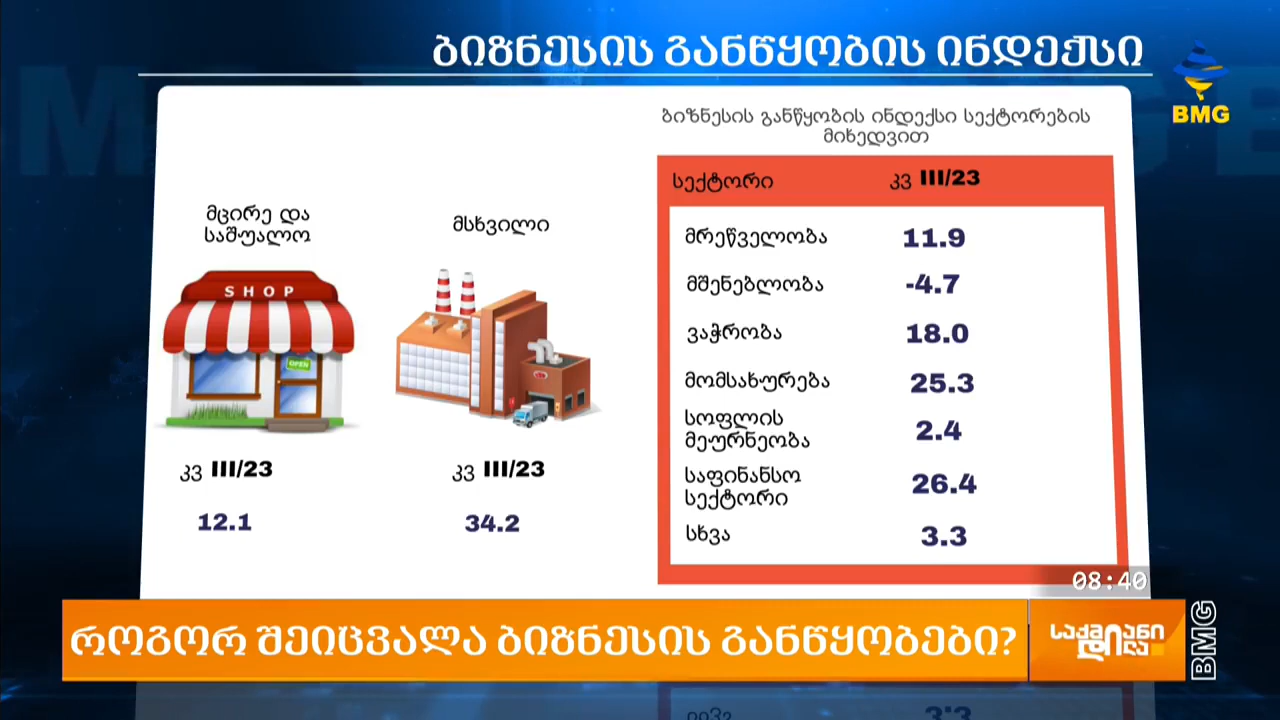 ბიზნესის განწყობის ინდექსი
BMG
ბიზნესის განწყობის ინდექსი სექტორების
მიხედვით
სექტორი კვ III/23
მრეწველობა 11.9
მშენებლობა -4.7
ვაჭრობა 18.0
მომსახურება 25.3
სოფლის
მეურნეობა 2.4
საფინანსო
სექტორი 26.4
სხვა 3.3
მცირე და
საშუალო
SHOP
OPEN
კვ III/23
12.1
მსხვილი
კვ III/23
34.2
08:40
როგორ შეიცვალა ბიზნესის განწყობები?
საქმიანი
დილა
BMG